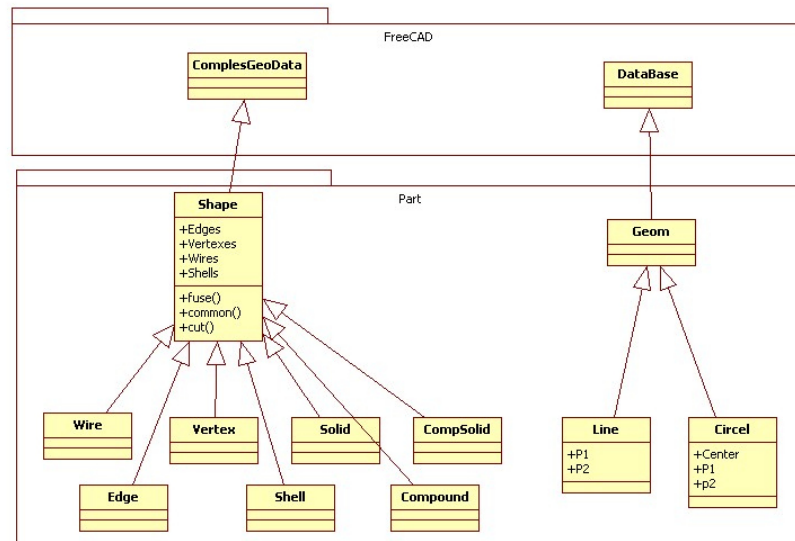 FreeCAD
ComplesGeoData
DataBase
Part
Shape
+Edges
+Vertexes
+Wires
+Shells
+fuse()
+common()
+cut()
Geom
Wire
Vertex
Solid
CompSolid
Line
+P1
+P2
Circel
+Center
+P1
+p2
Edge
Shell
Compound